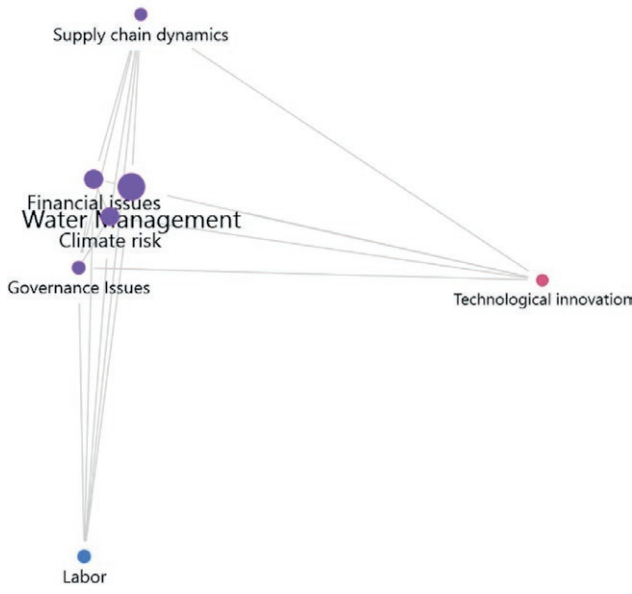 Supply chain dynamics
Financial issues
Water Management
Climate risk
Governance Issues
Technological innovation
Labor